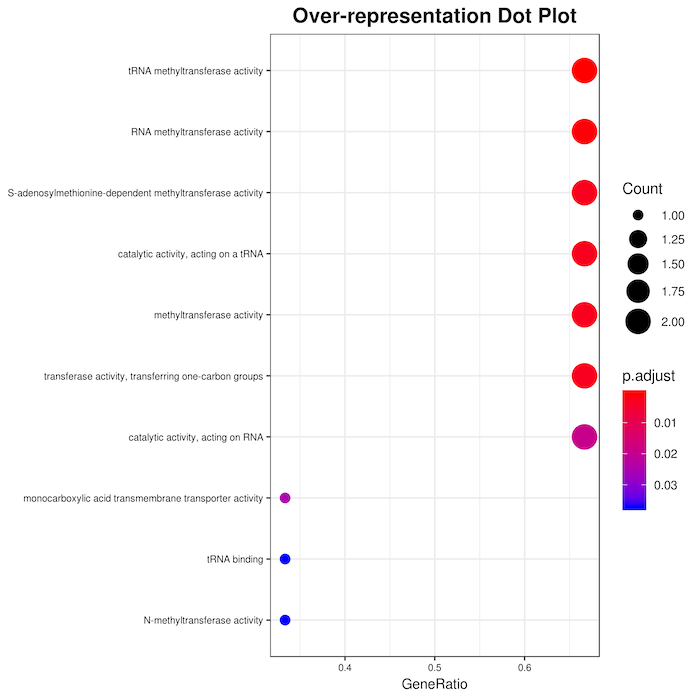 Over-representation Dot Plot
tRNA methyltransferase activity
RNA methyltransferase activity
S-adenosylmethionine-dependent methyltransferase activity
catalytic activity, acting on a tRNA
methyltransferase activity
transferase activity, transferring one-carbon groups
catalytic activity, acting on RNA
monocarboxylic acid transmembrane transporter activity
tRNA binding
N-methyltransferase activity
0.4 0.5 0.6
GeneRatio
Count
1.00
1.25
1.50
1.75
2.00
p.adjust
0.01
0.02
0.03